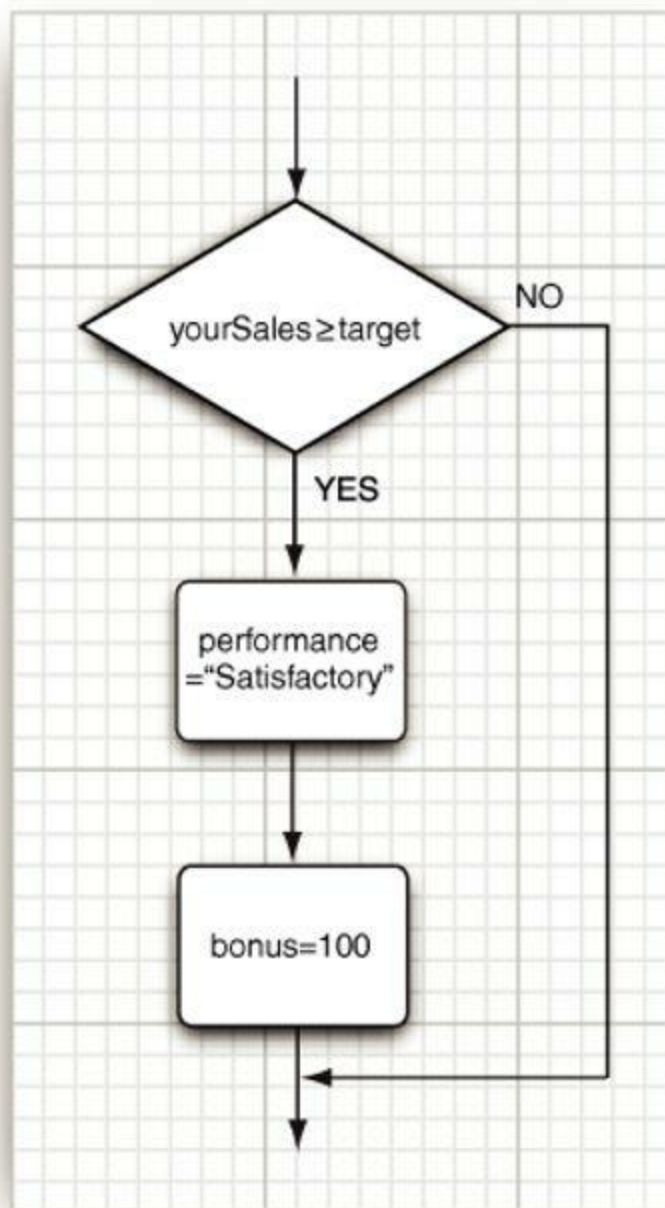 yourSales≥target
NO
YES
performance
=“Satisfactory”
bonus=100